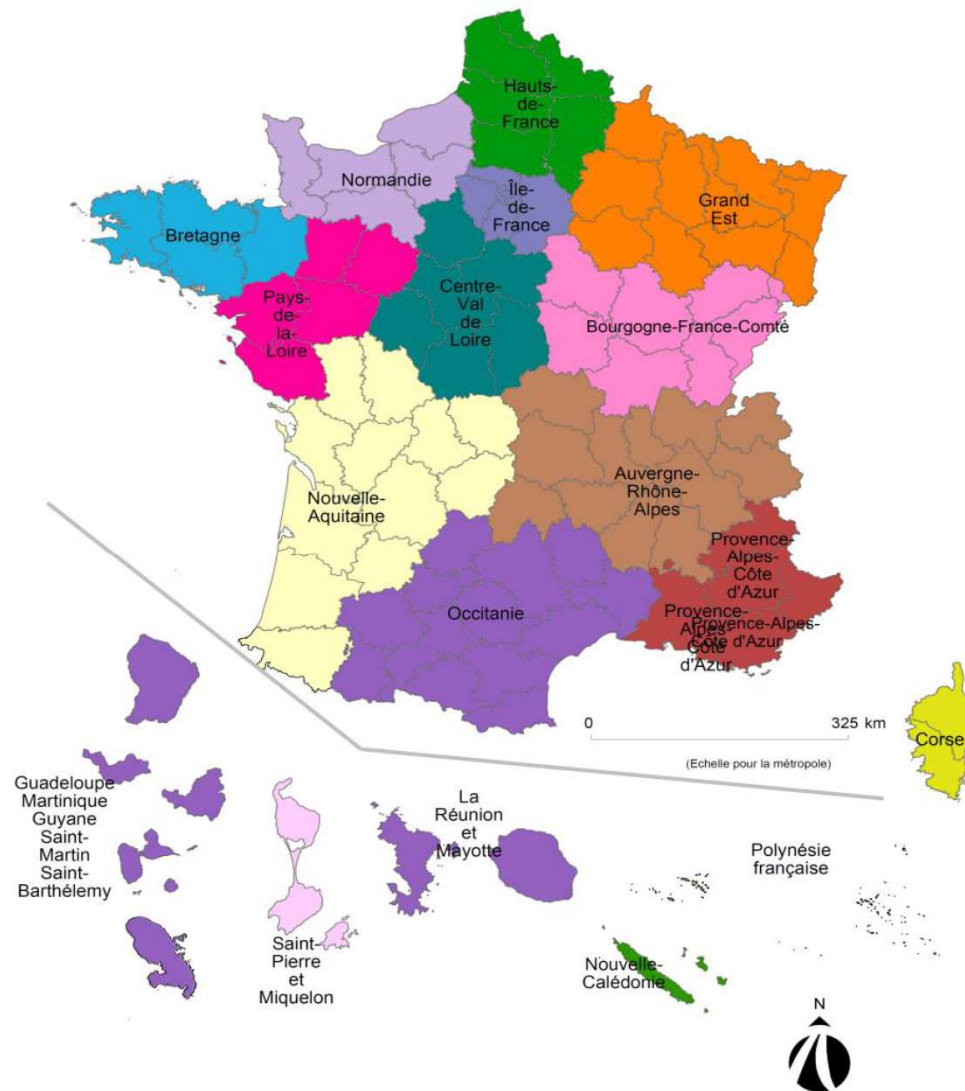 Hauts-
de-
France
Normandie
Île-
de-
France
Grand
Est
Bretagne
Pays-
de-
la-
Loire
Centre-
Val
de
Loire
Bourgogne-France-Comté
Nouvelle-
Aquitaine
Auvergne-
Rhône-
Alpes
Provence-
Alpes-
Côte
d'Azur
Occitanie
Provence-
Alpes-
Côte
d'Azur
Provence-Alpes-
Côte d'Azur
0 325 km
(Echelle pour la métropole)
Corse
Guadeloupe
Martinique
Guyane
Saint-
Martin
Saint-
Barthélemy
La
Réunion
et
Mayotte
Polynésie
française
Saint-
Pierre
et
Miquelon
Nouvelle-
Calédonie
N